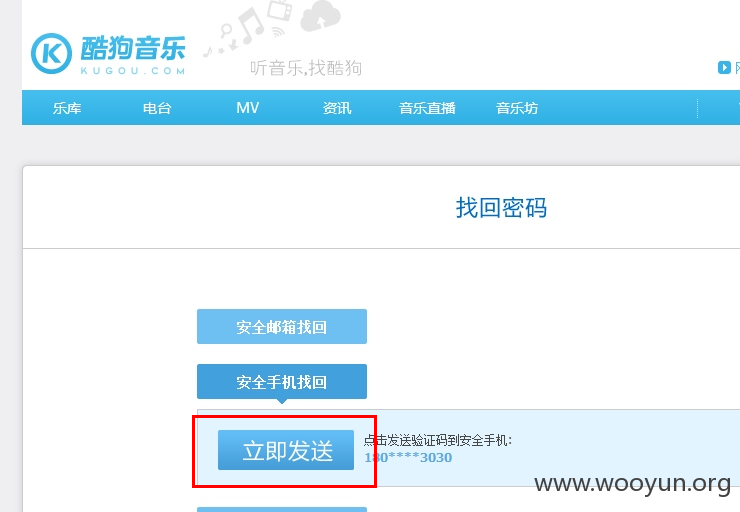 酷狗音乐
KUGOU.COM
听音乐,找酷狗
乐库 电台 MV 资讯 音乐直播 音乐坊
找回密码
安全邮箱找回
安全手机找回
立即发送
点击发送验证码到安全手机:
180****3030
www.wooyun.org